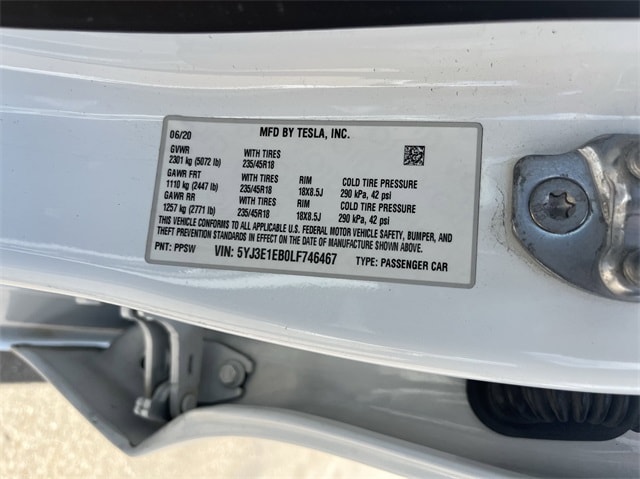 06/20 MFD BY TESLA, INC.
GVWR WITH TIRES
2301 kg (5072 lb) 235/45R18
GAWR FRT WITH TIRES RIM COLD TIRE PRESSURE
1110 kg (2447 lb) 235/45R18 18X8.5J 290 kPa, 42 psi
GAWR RR WITH TIRES RIM COLD TIRE PRESSURE
1257 kg (2771 lb) 235/45R18 18X8.5J 290 kPa, 42 psi
THIS VEHICLE CONFORMS TO ALL APPLICABLE U.S. FEDERAL MOTOR VEHICLE SAFETY, BUMPER, AND
THEFT PREVENTION STANDARDS IN EFFECT ON THE DATE OF MANUFACTURE SHOWN ABOVE.
PNT: PPSW VIN: 5YJ3E1EB0LF746467 TYPE: PASSENGER CAR